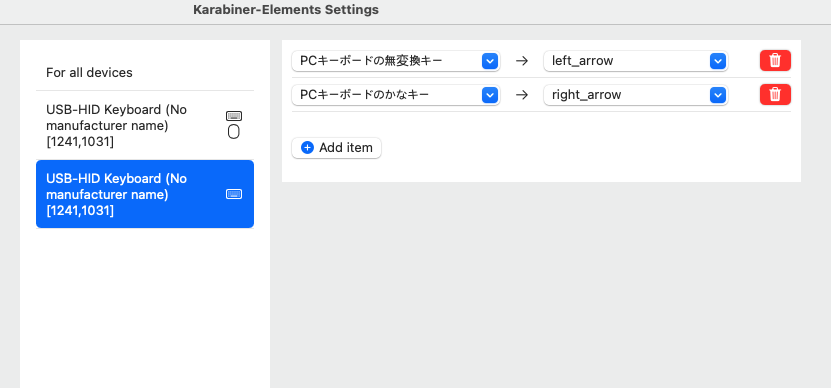 Karabiner-Elements Settings
For all devices
USB-HID Keyboard (No
manufacturer name)
[1241,1031]
USB-HID Keyboard (No
manufacturer name)
[1241,1031]
PCキーボードの無変換キー → left_arrow
PCキーボードのかなキー → right_arrow
Add item